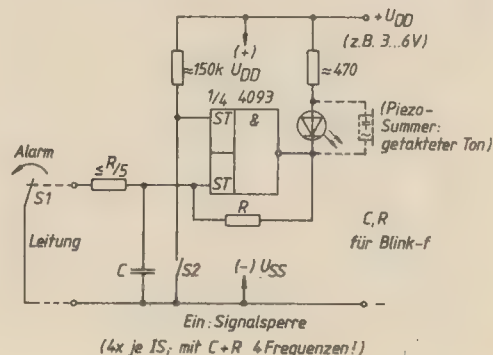 +U_DD
(z.B. 3...6V)
(+)
U_DD
≈150k
≈470
1/4 4093
ST
&
ST
(Piezo-
Summer:
getakteter Ton)
Alarm
S1
≤R/5
R
Leitung
C
S2
(-) U_SS
C,R
für Blink-f
-
Ein: Signalsperre
(4x je IS; mit C+R 4 Frequenzen!)